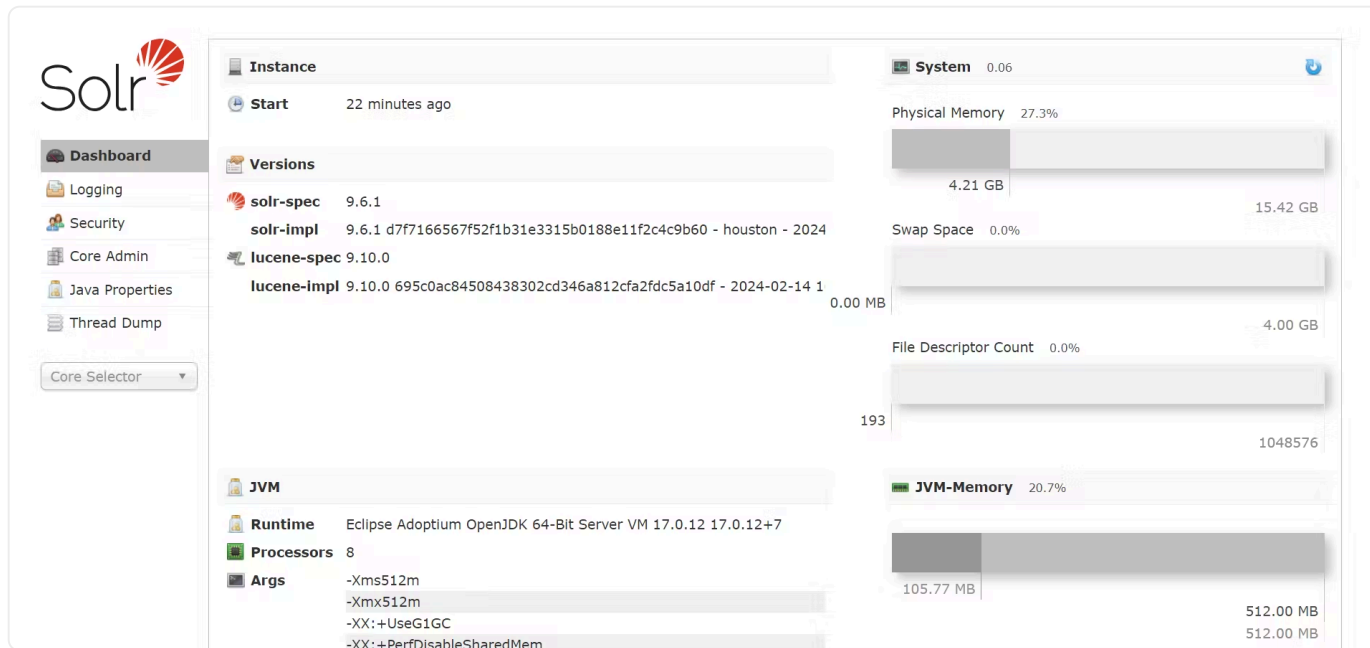 Solr
Dashboard
Logging
Security
Core Admin
Java Properties
Thread Dump
Core Selector
Instance
Start 22 minutes ago
Versions
solr-spec 9.6.1
solr-impl 9.6.1 d7f7166567f52f1b31e3315b0188e11f2c4c9b60 - houston - 2024
lucene-spec 9.10.0
lucene-impl 9.10.0 695c0ac84508438302cd346a812cfa2fdc5a10df - 2024-02-14 1
JVM
Runtime Eclipse Adoptium OpenJDK 64-Bit Server VM 17.0.12 17.0.12+7
Processors 8
Args -Xms512m
-Xmx512m
-XX:+UseG1GC
-XX:+PerfDisableSharedMem
System 0.06
Physical Memory 27.3%
4.21 GB
15.42 GB
Swap Space 0.0%
0.00 MB
4.00 GB
File Descriptor Count 0.0%
193
1048576
JVM-Memory 20.7%
105.77 MB
512.00 MB
512.00 MB